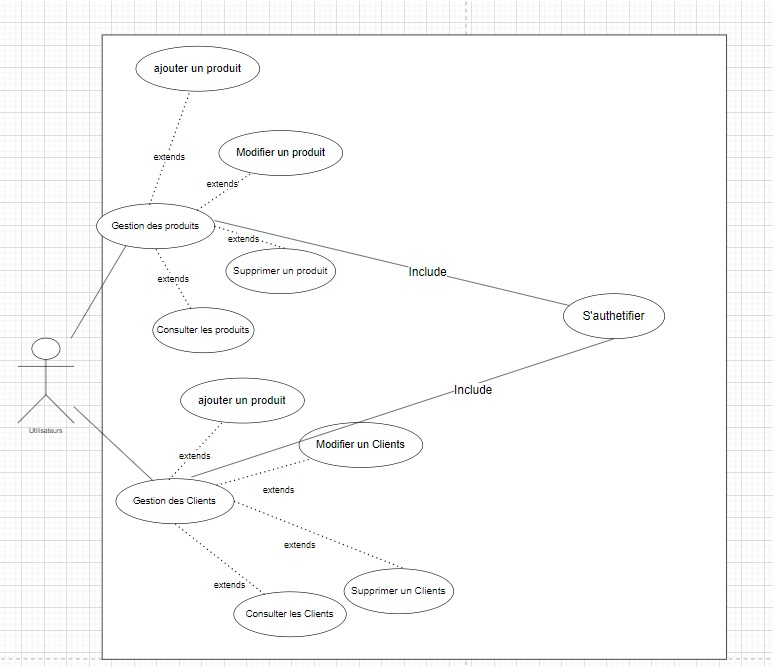 ajouter un produit
extends
Modifier un produit
extends
Gestion des produits
extends
Supprimer un produit
Include
extends
Consulter les produits
S'authetifier
Utilisateurs
ajouter un produit
Include
Modifier un Clients
extends
extends
Gestion des Clients
extends
extends
Supprimer un Clients
Consulter les Clients